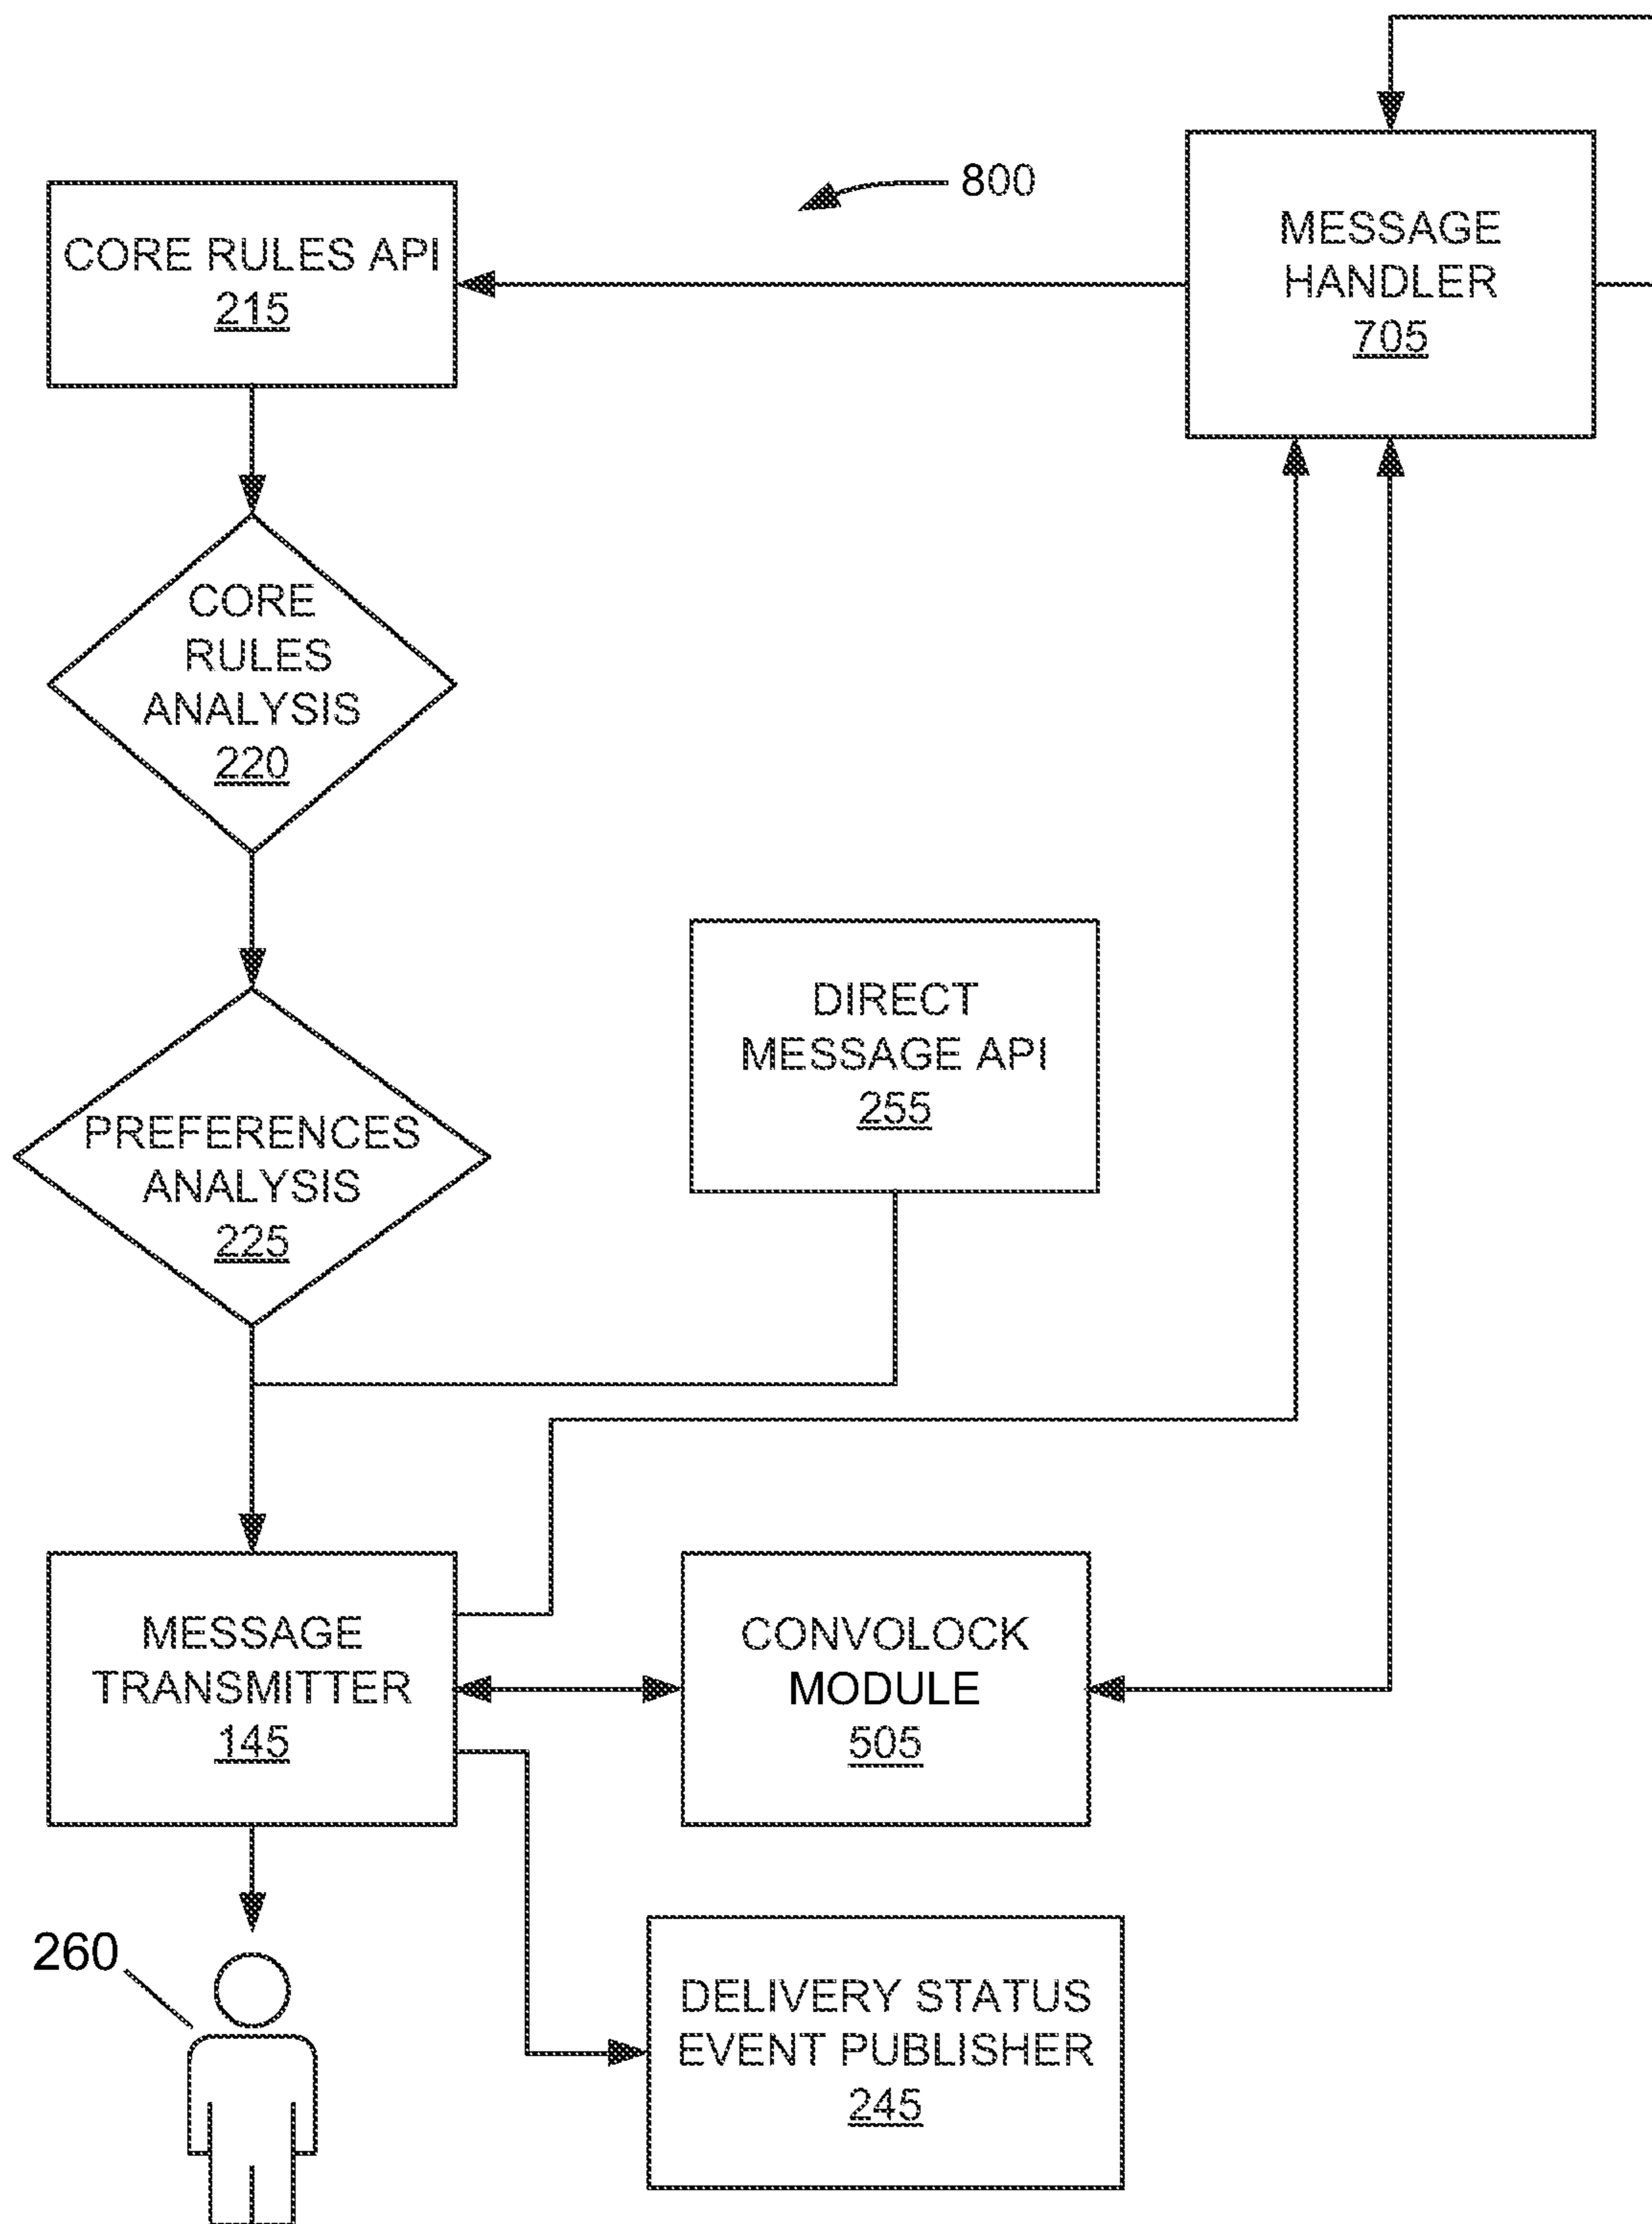 800
CORE RULES API
215
MESSAGE
HANDLER
705
CORE
RULES
ANALYSIS
220
DIRECT
MESSAGE API
255
PREFERENCES
ANALYSIS
225
MESSAGE
TRANSMITTER
145
CONVOLOCK
MODULE
505
260
DELIVERY STATUS
EVENT PUBLISHER
245